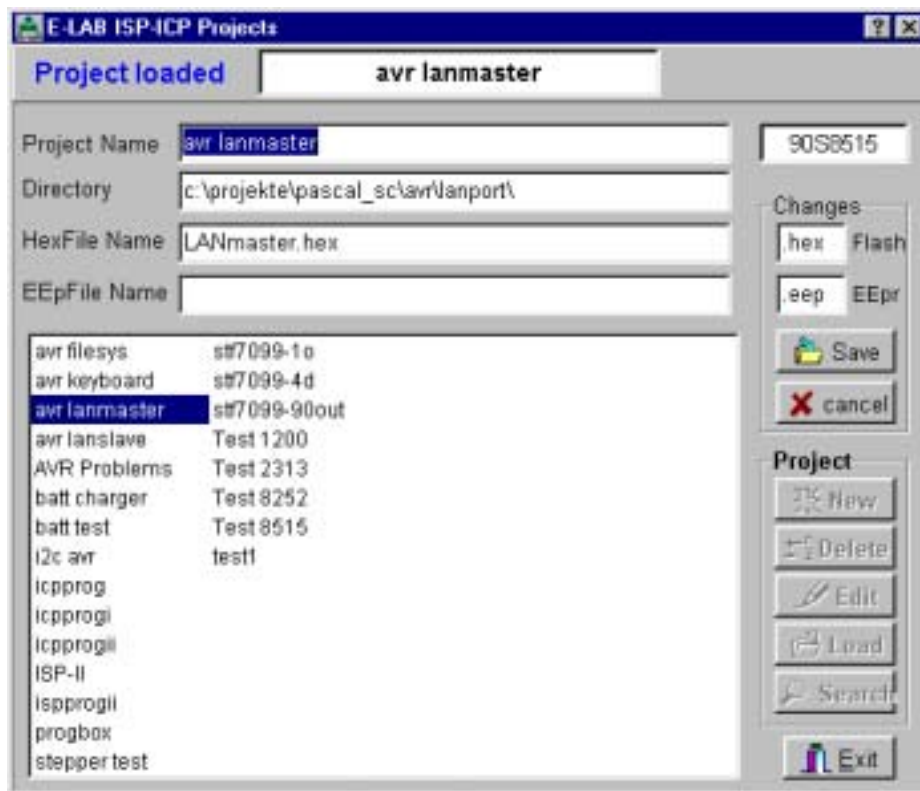 E-LAB ISP-ICP Projects
Project loaded
avr lanmaster
Project Name
avr lanmaster
90S8515
Directory
c:\projekte\pascal_sc\avr\lanport\
HexFile Name
LANmaster.hex
EEpFile Name
Changes
.hex Flash
.eep EEpr
Save
cancel
Project
New
Delete
Edit
Load
Search
Exit
avr filesys
avr keyboard
avr lanmaster
avr lanslave
AVR Problems
batt charger
batt test
i2c avr
icpprog
icpprogi
icpprogii
ISP-II
ispprogii
progbox
stepper test
stf7099-1o
stf7099-4d
stf7099-90out
Test 1200
Test 2313
Test 8252
Test 8515
test1